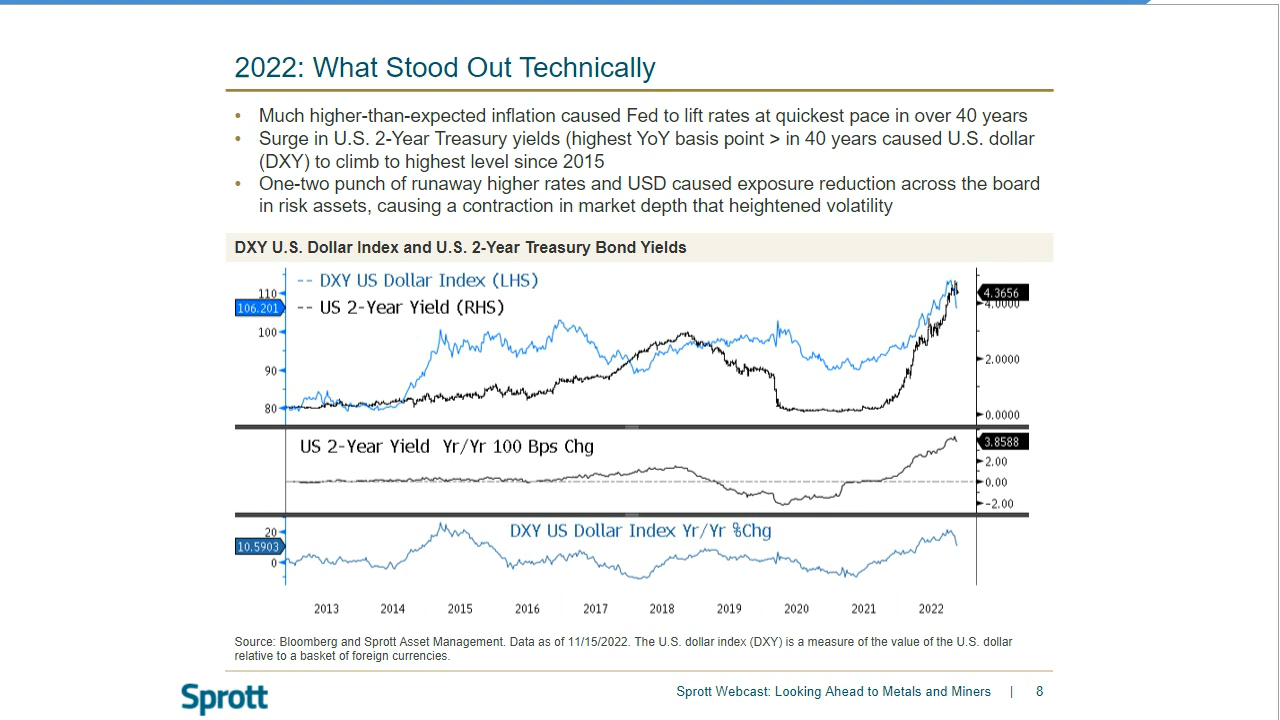 2022: What Stood Out Technically
• Much higher-than-expected inflation caused Fed to lift rates at quickest pace in over 40 years
• Surge in U.S. 2-Year Treasury yields (highest YoY basis point > in 40 years caused U.S. dollar
(DXY) to climb to highest level since 2015
• One-two punch of runaway higher rates and USD caused exposure reduction across the board
in risk assets, causing a contraction in market depth that heightened volatility
DXY U.S. Dollar Index and U.S. 2-Year Treasury Bond Yields
-- DXY US Dollar Index (LHS)
-- US 2-Year Yield (RHS)
110
106.201
100
90
80
4.3656
4.0000
2.0000
0.0000
US 2-Year Yield Yr/Yr 100 Bps Chg
3.8588
2.00
0.00
-2.00
DXY US Dollar Index Yr/Yr %Chg
20
10.5903
0
2013 2014 2015 2016 2017 2018 2019 2020 2021 2022
Source: Bloomberg and Sprott Asset Management. Data as of 11/15/2022. The U.S. dollar index (DXY) is a measure of the value of the U.S. dollar
relative to a basket of foreign currencies.
Sprott
Sprott Webcast: Looking Ahead to Metals and Miners | 8